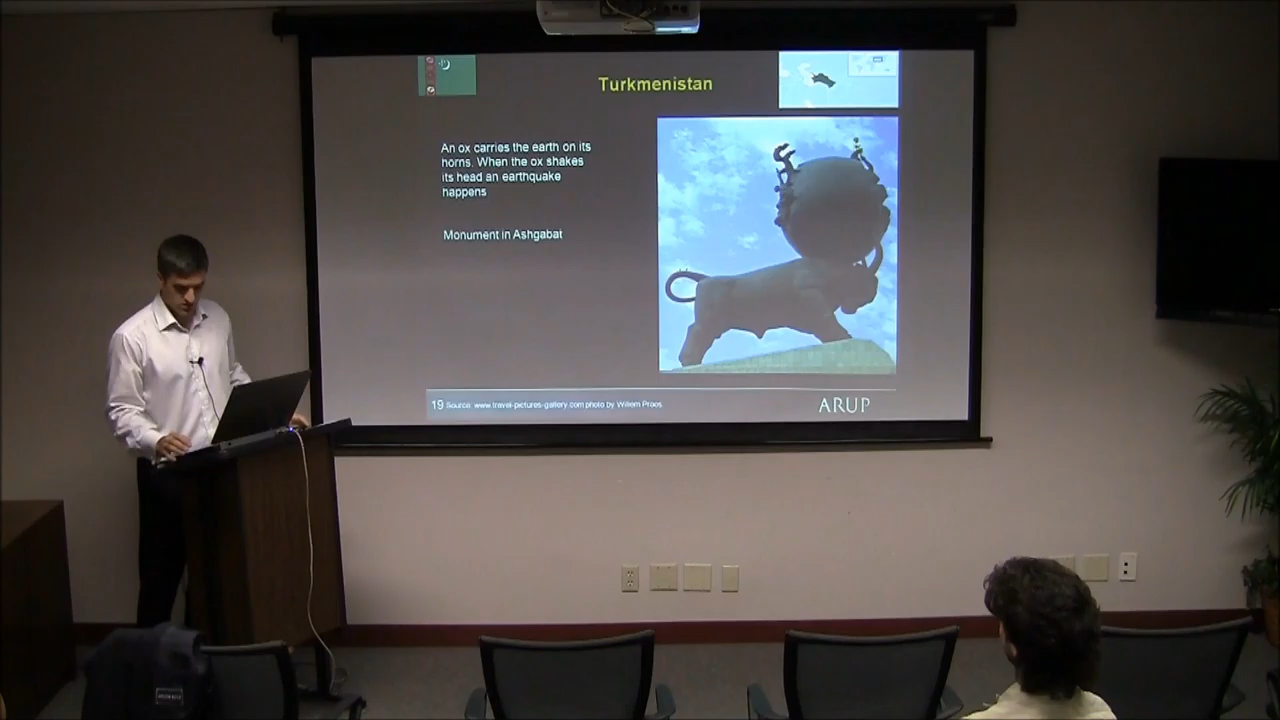 Turkmenistan
An ox carries the earth on its
horns. When the ox shakes
its head an earthquake
happens
Monument in Ashgabat
19 Source: www.travel-pictures-gallery.com photo by Willem Proos
ARUP